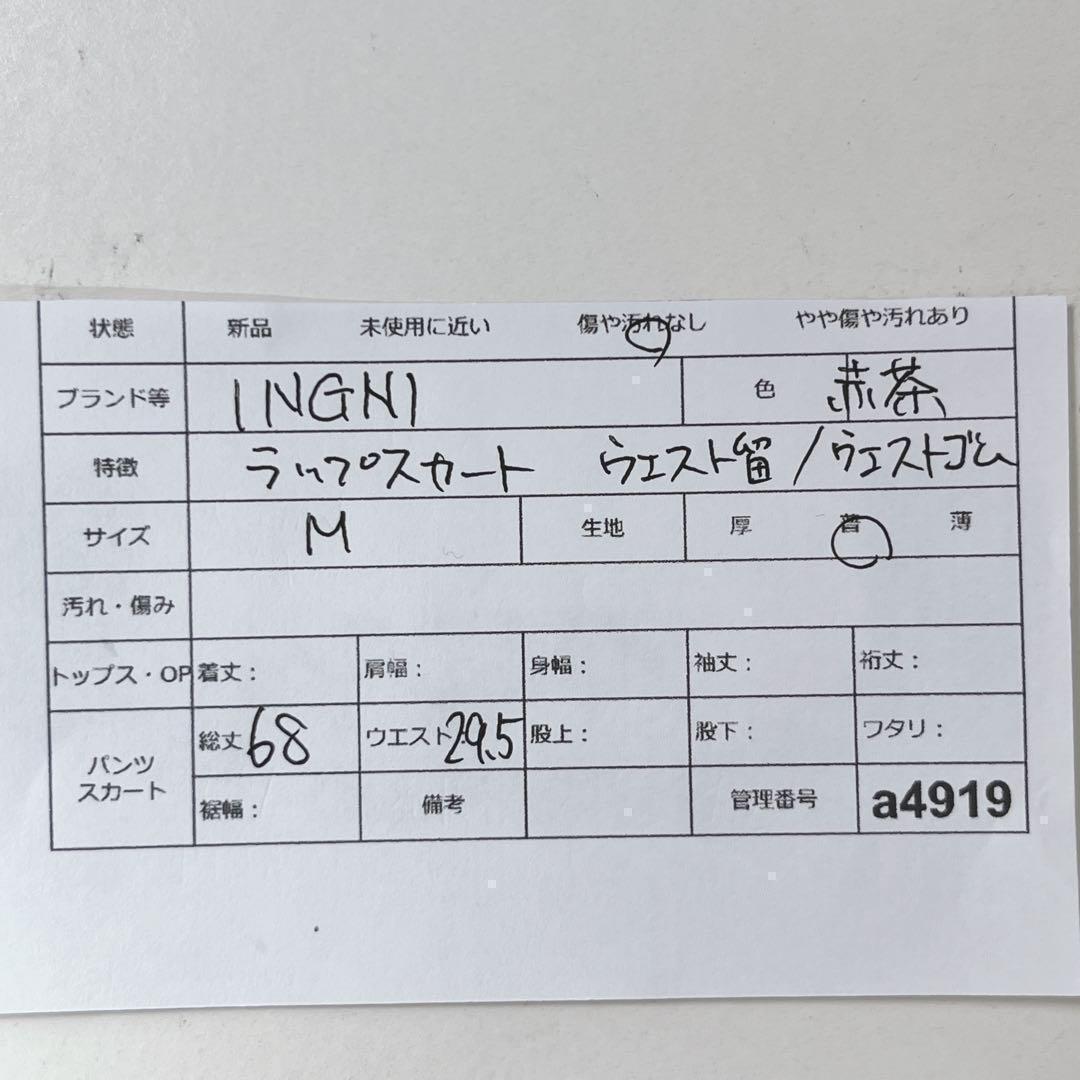 状態 新品 未使用に近い 傷や汚れなし やや傷や汚れあり
ブランド等 INGNI 色 赤茶
特徴 ラップスカート ウエスト留/ウエストゴム
サイズ M 生地 厚 普 薄
汚れ・傷み
トップス・OP 着丈: 肩幅: 身幅: 袖丈: 裄丈:
パンツ スカート
総丈 68 ウエスト 29.5 股上: 股下: ワタリ:
裾幅: 備考 管理番号 a4919